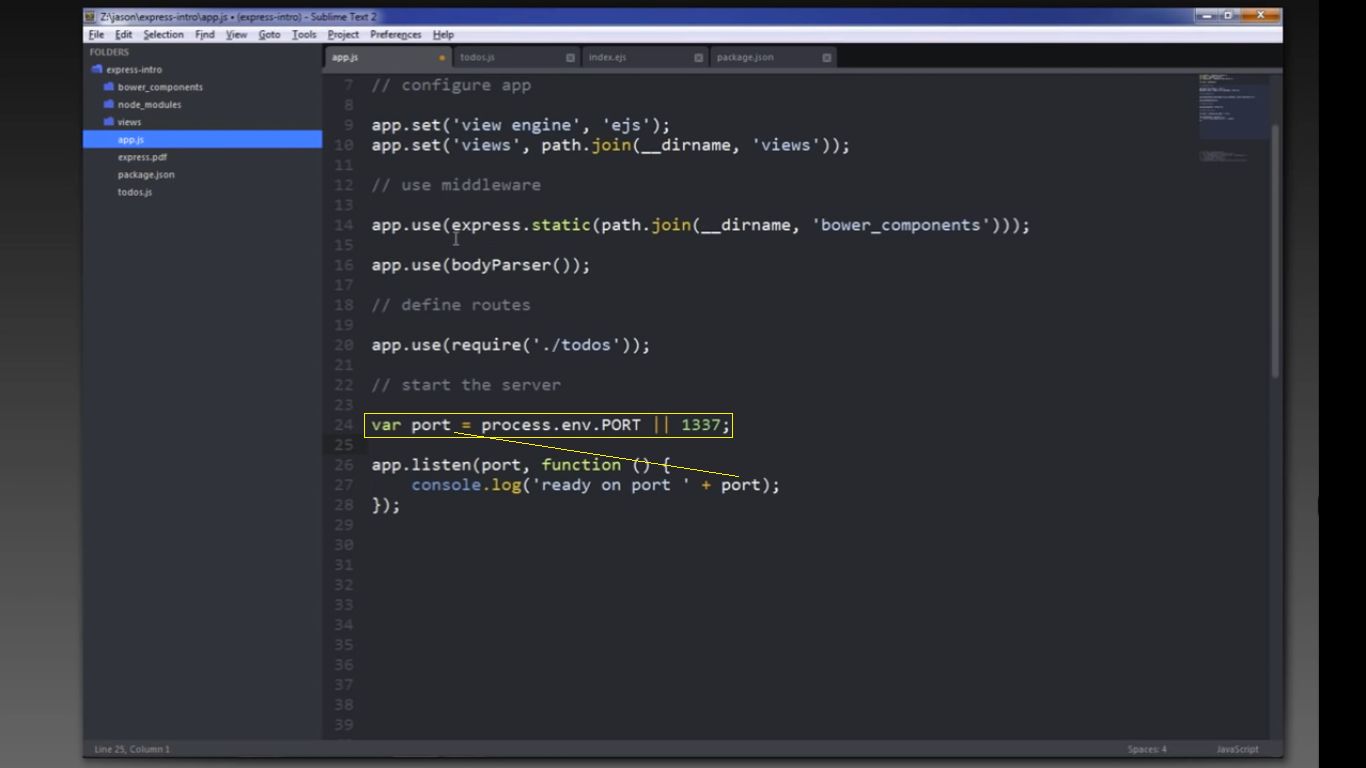 Z:\jason\express-intro\app.js • (express-intro) - Sublime Text 2
File Edit Selection Find View Goto Tools Project Preferences Help
FOLDERS
express-intro
bower_components
node_modules
views
app.js
express.pdf
package.json
todos.js
app.js todos.js index.ejs package.json
7 // configure app
8
9 app.set('view engine', 'ejs');
10 app.set('views', path.join(__dirname, 'views'));
11
12 // use middleware
13
14 app.use(express.static(path.join(__dirname, 'bower_components')));
15
16 app.use(bodyParser());
17
18 // define routes
19
20 app.use(require('./todos'));
21
22 // start the server
23
24 var port = process.env.PORT || 1337;
25
26 app.listen(port, function () {
27 console.log('ready on port ' + port);
28 });
29
30
31
32
33
34
35
36
37
38
39
Line 25, Column 1
Spaces: 4
JavaScript